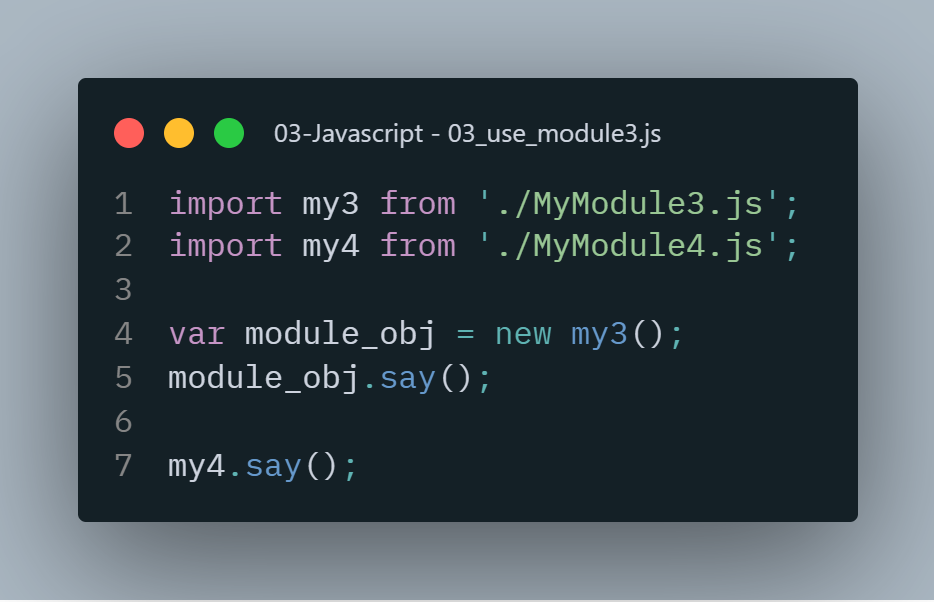 03-Javascript - 03_use_module3.js
1 import my3 from './MyModule3.js';
2 import my4 from './MyModule4.js';
3
4 var module_obj = new my3();
5 module_obj.say();
6
7 my4.say();